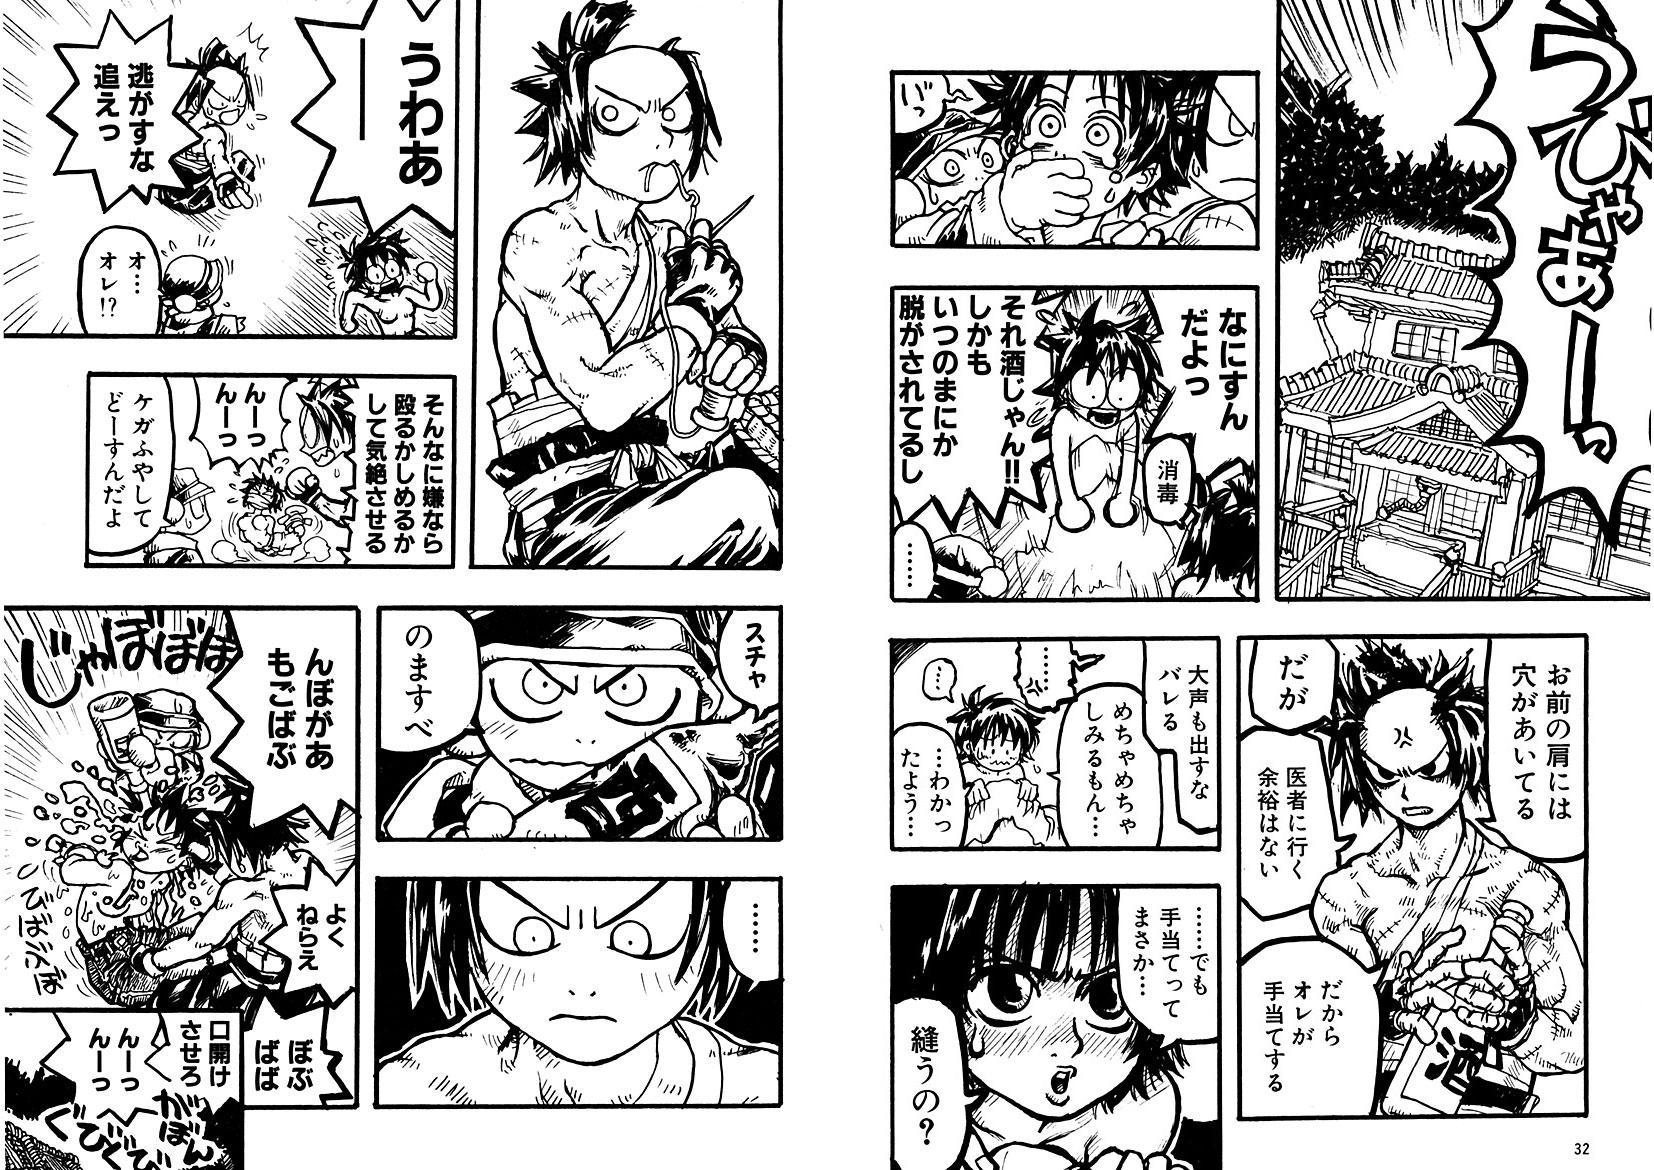 うびゃあーっ
ばっ
なにすん
だよっ
それ酒じゃん!!
しかも
いつのまにか
脱がされてるし
消毒
……
お前の肩には
穴があいてる
だが
医者に行く
余裕はない
だから
オレが
手当てする
大声も出すな
バレる
……
めちゃめちゃ
しみるもん…
…わかっ
たよう…
…
……でも
手当てって
まさか…
縫うの?
32
うわあ
——
逃がすな
追えっ
オ…
オレ!?
そんなに嫌なら
殴るかしめるか
して気絶させる
んーっ
んーっ
ケガふやして
どーすんだよ
スチャ
のますべ
……
んぼがあ
もごばぶ
じゃぼぼぼ
よく
ねらえ
ぼぶ
ばば
口開け
させろ
んーっ
んーっ
がぼん